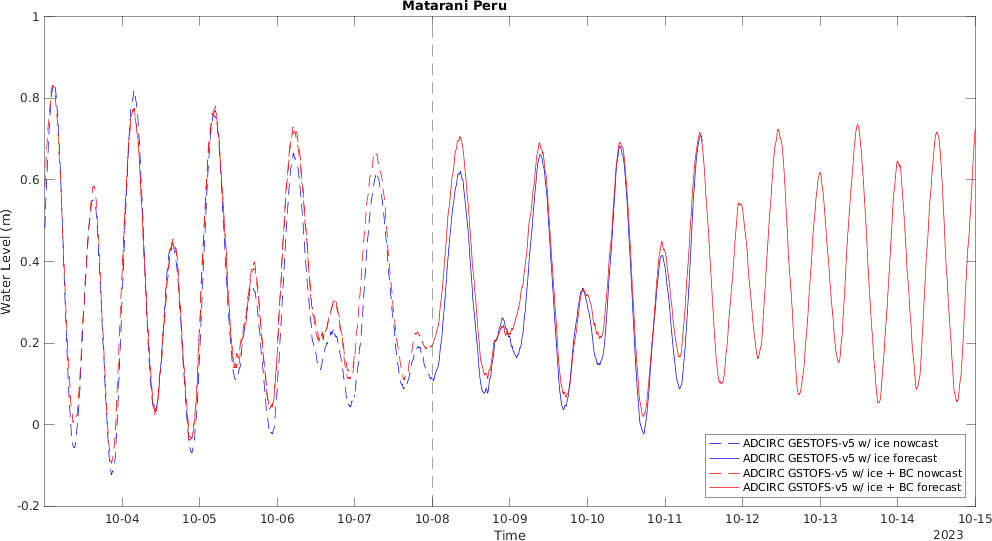 Matarani Peru
1
0.8
0.6
0.4
0.2
0
-0.2
Water Level (m)
10-04 10-05 10-06 10-07 10-08 10-09 10-10 10-11 10-12 10-13 10-14 10-15
Time
2023
ADCIRC GESTOFS-v5 w/ ice nowcast
ADCIRC GESTOFS-v5 w/ ice forecast
ADCIRC GSTOFS-v5 w/ ice + BC nowcast
ADCIRC GSTOFS-v5 w/ ice + BC forecast